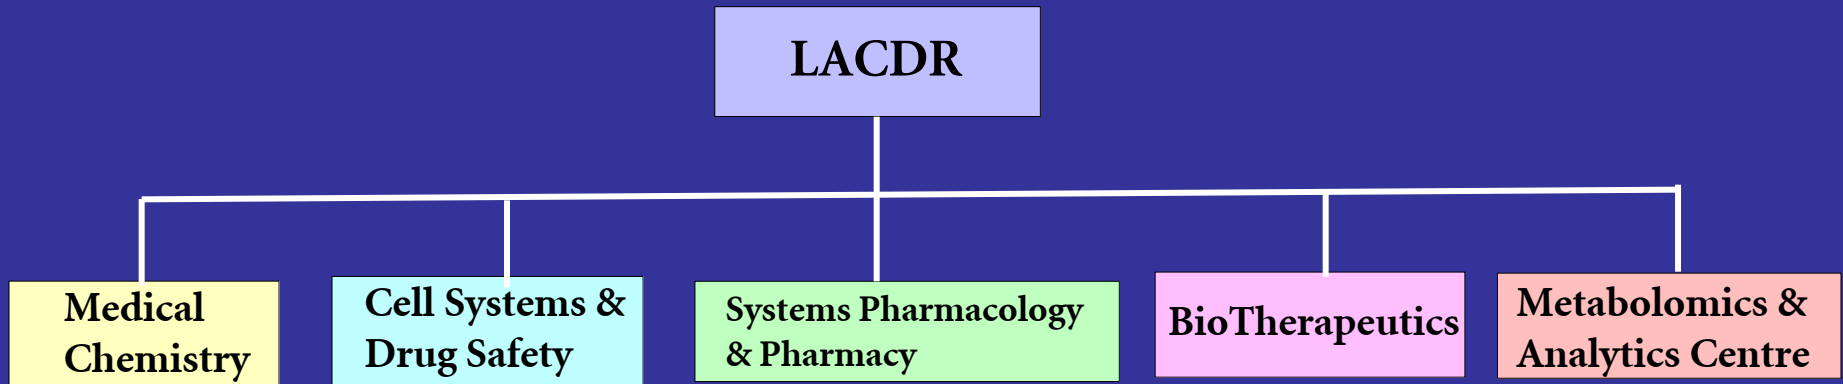 LACDR
Medical
Chemistry
Cell Systems &
Drug Safety
Systems Pharmacology
& Pharmacy
BioTherapeutics
Metabolomics &
Analytics Centre